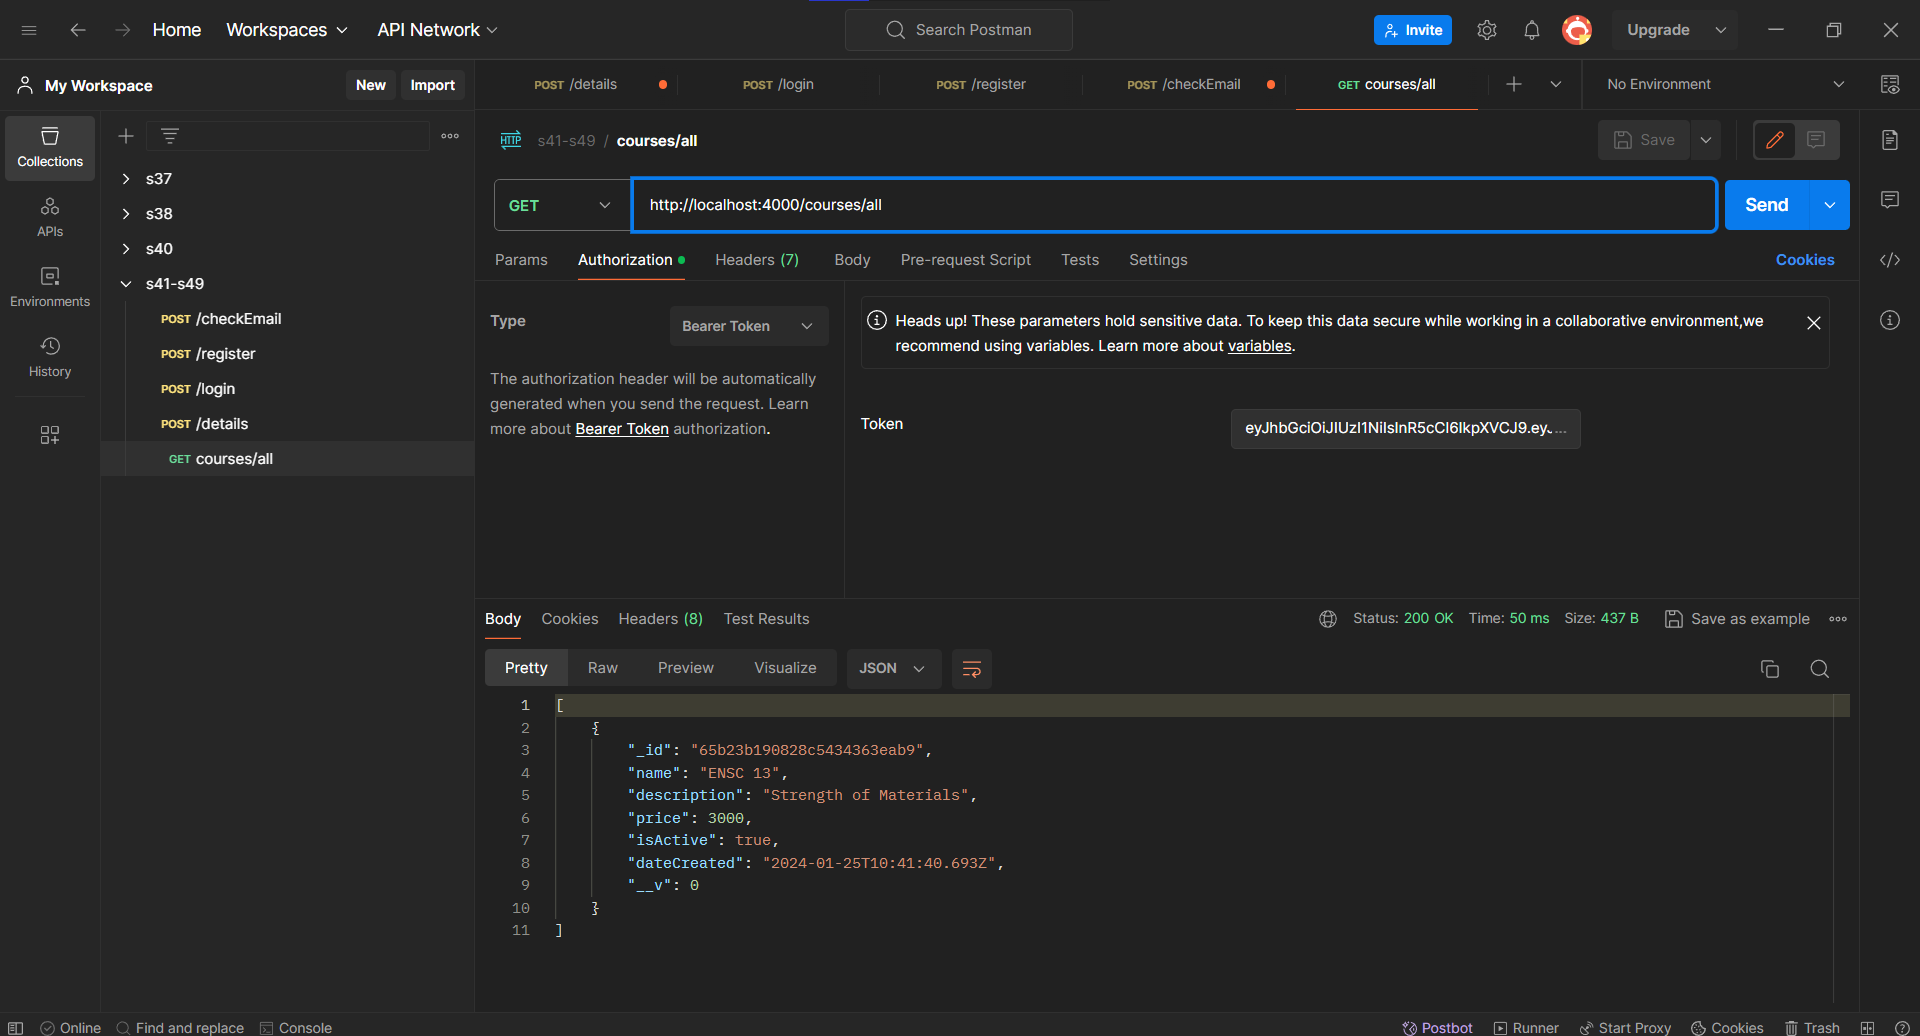 Home
Workspaces
API Network
Search Postman
Invite
Upgrade
My Workspace
New
Import
POST /details
POST /login
POST /register
POST /checkEmail
GET courses/all
No Environment
Collections
APIs
Environments
History
s37
s38
s40
s41-s49
POST /checkEmail
POST /register
POST /login
POST /details
GET courses/all
HTTP s41-s49 / courses/all
Save
GET
http://localhost:4000/courses/all
Send
Params
Authorization
Headers (7)
Body
Pre-request Script
Tests
Settings
Cookies
Type
Bearer Token
The authorization header will be automatically
generated when you send the request. Learn
more about Bearer Token authorization.
Heads up! These parameters hold sensitive data. To keep this data secure while working in a collaborative environment,we
recommend using variables. Learn more about variables.
Token
eyJhbGciOiJIUzI1NiIsInR5cCI6IkpXVCJ9.eyJ...
Body
Cookies
Headers (8)
Test Results
Status: 200 OK
Time: 50 ms
Size: 437 B
Save as example
Pretty
Raw
Preview
Visualize
JSON
1 [
2 {
3 "_id": "65b23b190828c5434363eab9",
4 "name": "ENSC 13",
5 "description": "Strength of Materials",
6 "price": 3000,
7 "isActive": true,
8 "dateCreated": "2024-01-25T10:41:40.693Z",
9 "__v": 0
10 }
11 ]
Online
Find and replace
Console
Postbot
Runner
Start Proxy
Cookies
Trash